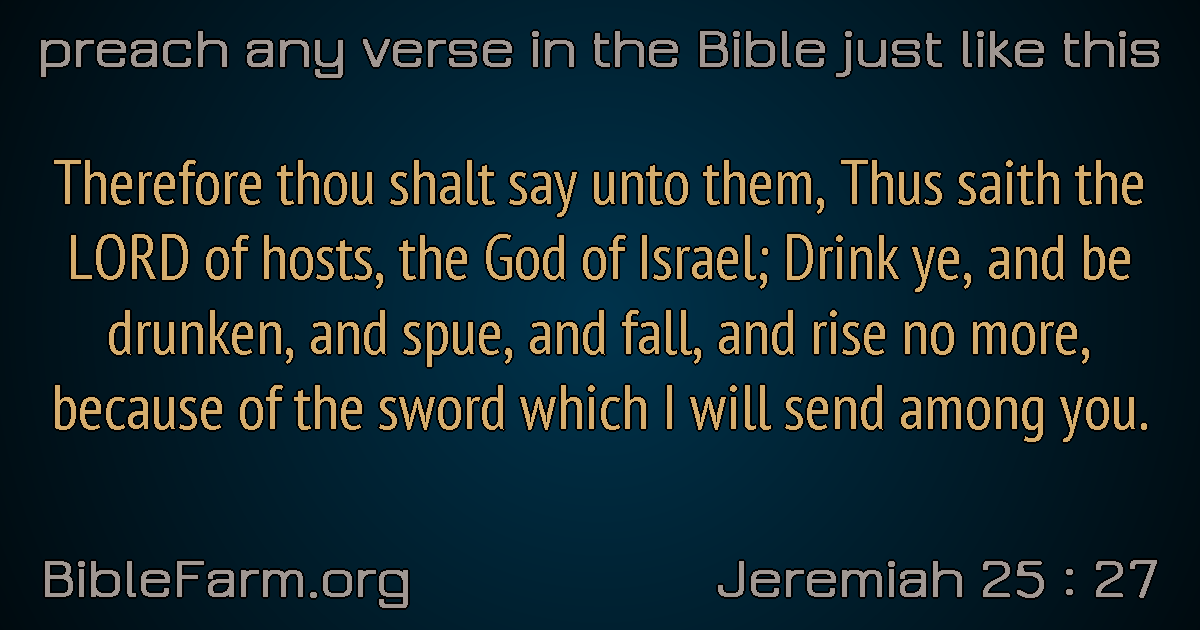 preach any verse in the Bible just like this
Therefore thou shalt say unto them, Thus saith the
LORD of hosts, the God of Israel; Drink ye, and be
drunken, and spue, and fall, and rise no more,
because of the sword which I will send among you.
BibleFarm.org
Jeremiah 25 : 27